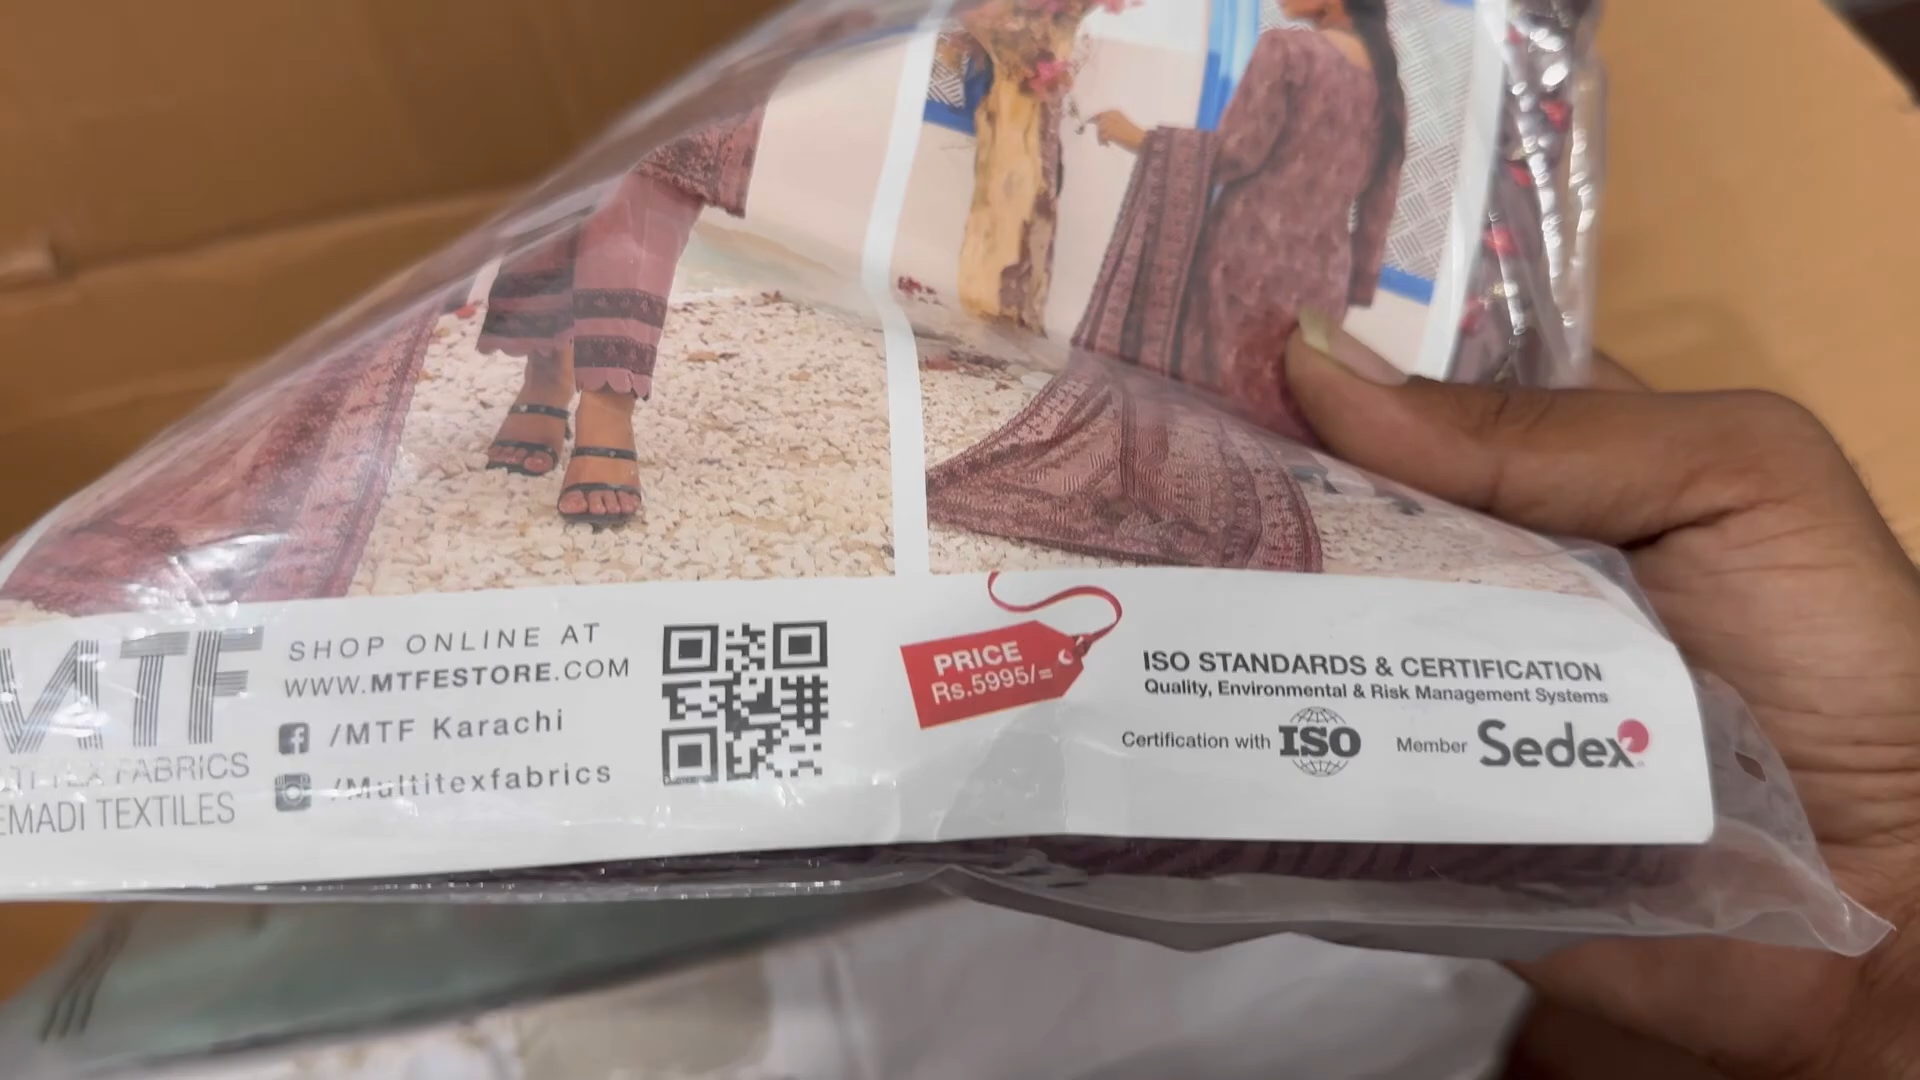 MTF
FABRICS
EMADI TEXTILES
SHOP ONLINE AT
WWW.MTFESTORE.COM
/MTF Karachi
/Multitexfabrics
PRICE
Rs.5995/=
ISO STANDARDS & CERTIFICATION
Quality, Environmental & Risk Management Systems
Certification with ISO
Member Sedex